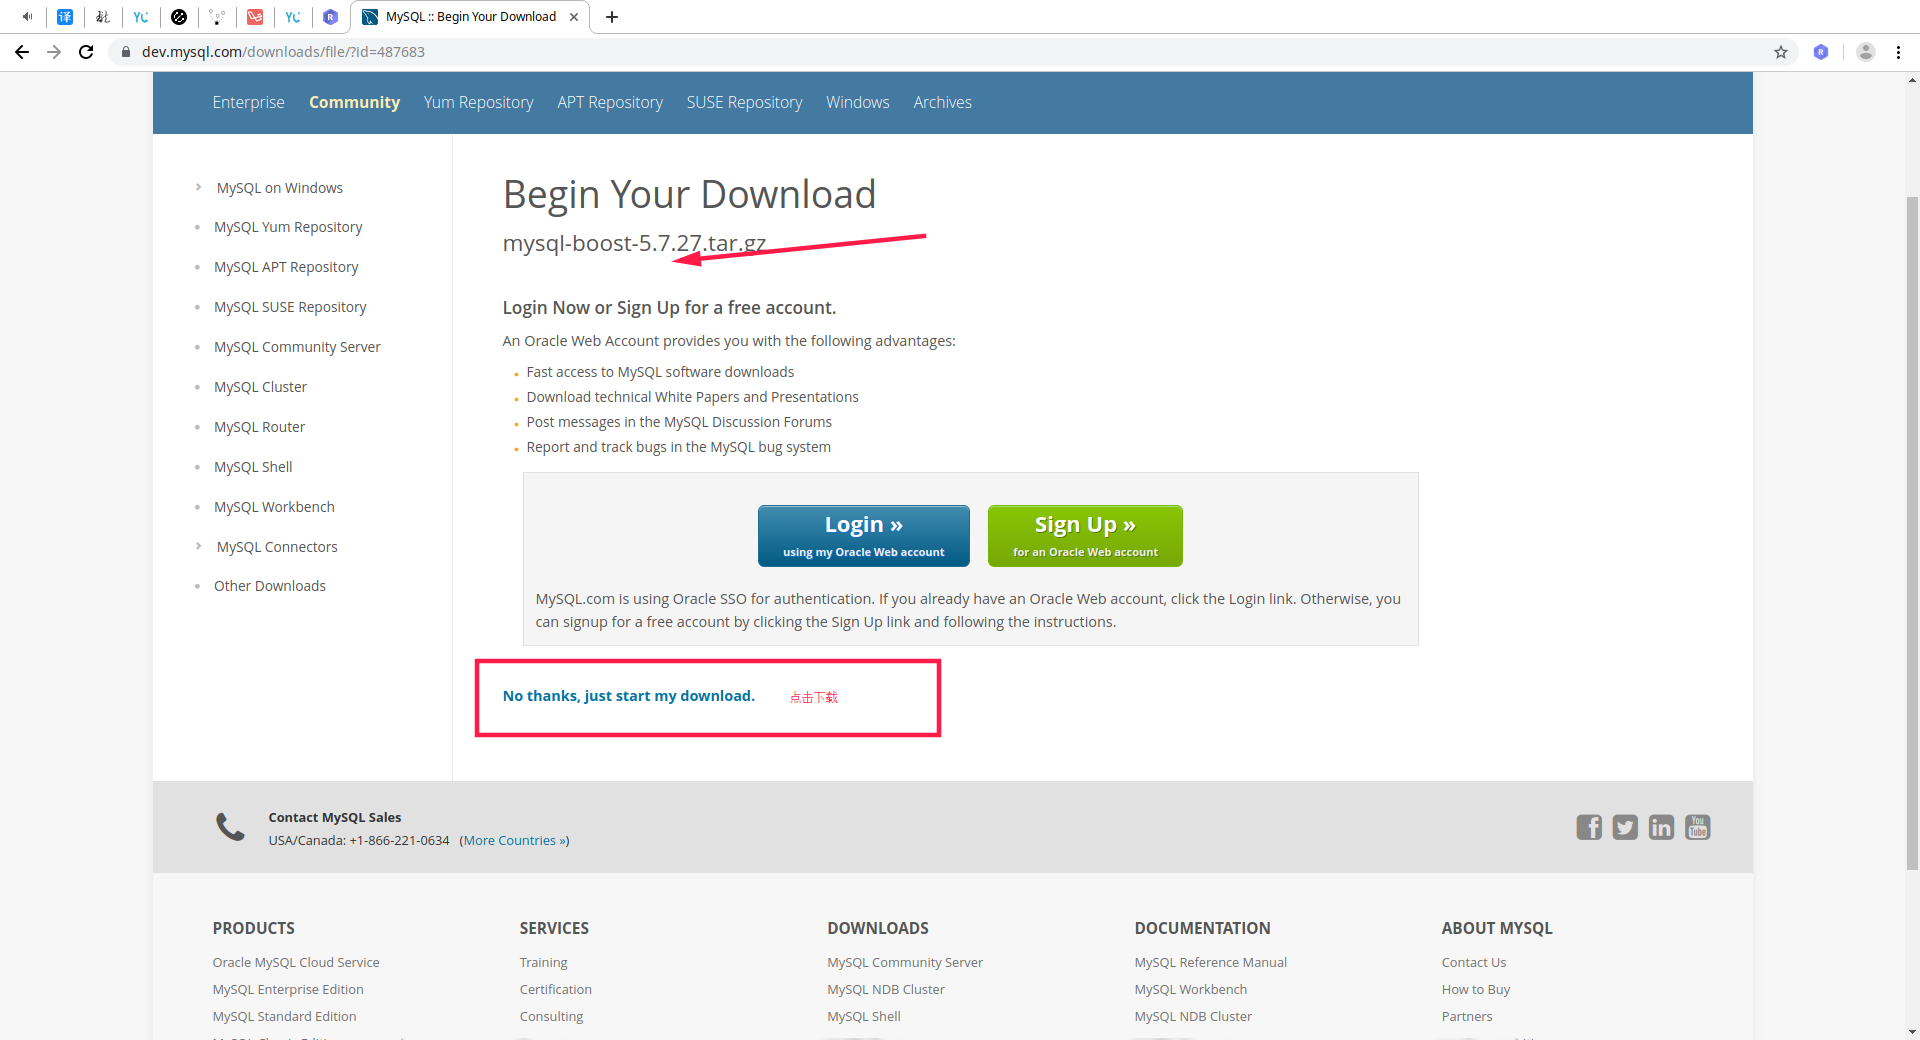 MySQL :: Begin Your Download
dev.mysql.com/downloads/file/?id=487683
Enterprise Community Yum Repository APT Repository SUSE Repository Windows Archives
MySQL on Windows
MySQL Yum Repository
MySQL APT Repository
MySQL SUSE Repository
MySQL Community Server
MySQL Cluster
MySQL Router
MySQL Shell
MySQL Workbench
MySQL Connectors
Other Downloads
Begin Your Download
mysql-boost-5.7.27.tar.gz
Login Now or Sign Up for a free account.
An Oracle Web Account provides you with the following advantages:
Fast access to MySQL software downloads
Download technical White Papers and Presentations
Post messages in the MySQL Discussion Forums
Report and track bugs in the MySQL bug system
Login »
using my Oracle Web account
Sign Up »
for an Oracle Web account
MySQL.com is using Oracle SSO for authentication. If you already have an Oracle Web account, click the Login link. Otherwise, you
can signup for a free account by clicking the Sign Up link and following the instructions.
No thanks, just start my download. 点击下载
Contact MySQL Sales
USA/Canada: +1-866-221-0634 (More Countries »)
PRODUCTS
Oracle MySQL Cloud Service
MySQL Enterprise Edition
MySQL Standard Edition
SERVICES
Training
Certification
Consulting
DOWNLOADS
MySQL Community Server
MySQL NDB Cluster
MySQL Shell
DOCUMENTATION
MySQL Reference Manual
MySQL Workbench
MySQL NDB Cluster
ABOUT MYSQL
Contact Us
How to Buy
Partners